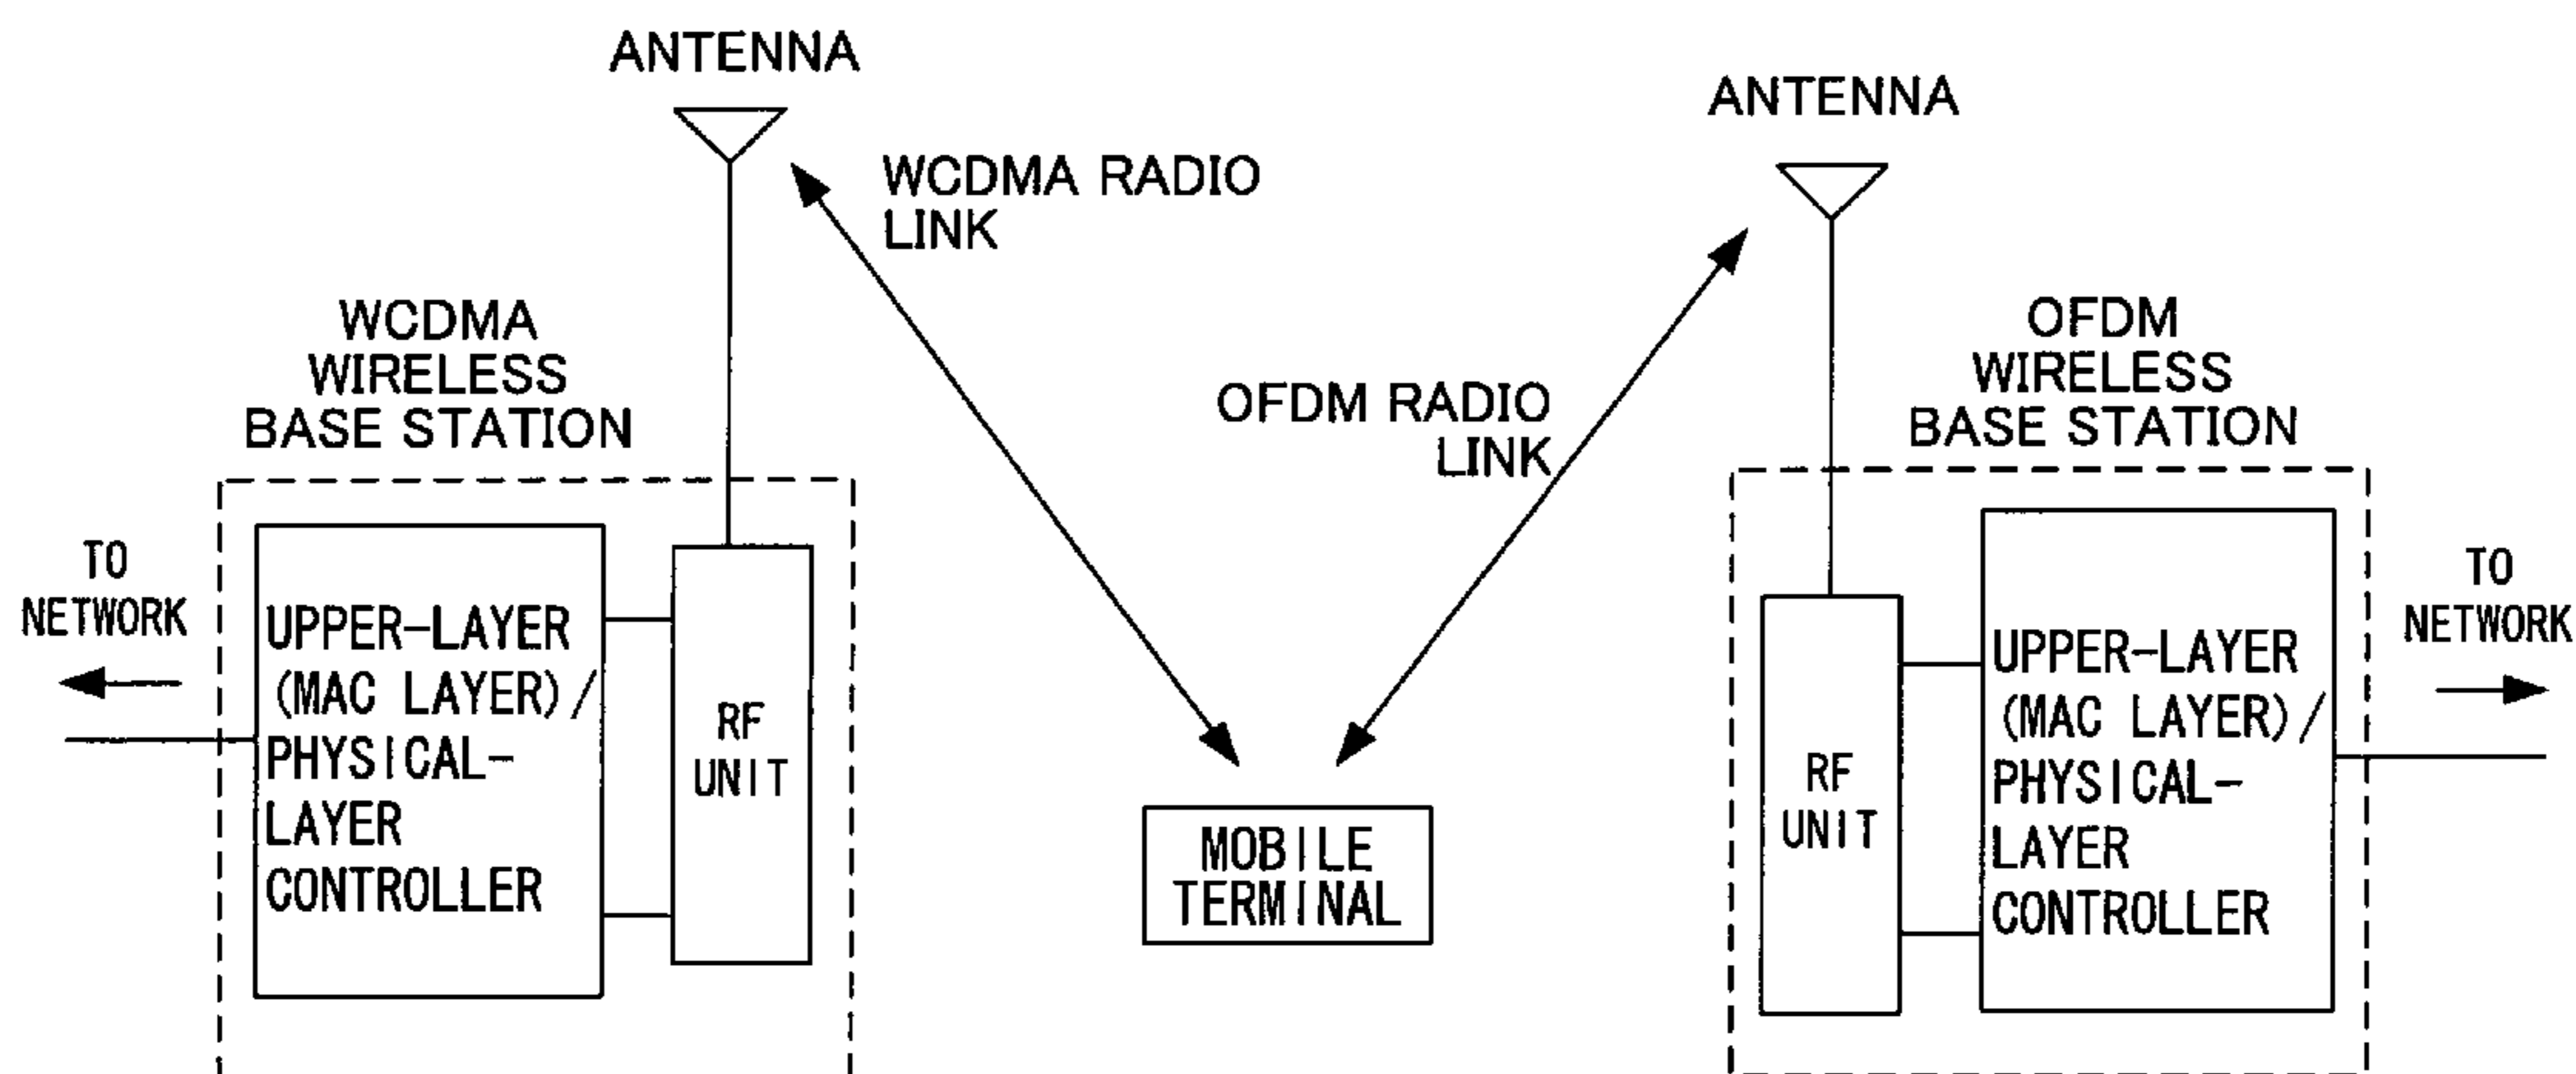 ANTENNA
WCDMA RADIO
LINK
WCDMA
WIRELESS
BASE STATION
TO
NETWORK
UPPER-LAYER
(MAC LAYER)/
PHYSICAL-
LAYER
CONTROLLER
RF
UNIT
MOBILE
TERMINAL
ANTENNA
OFDM RADIO
LINK
OFDM
WIRELESS
BASE STATION
RF
UNIT
UPPER-LAYER
(MAC LAYER)/
PHYSICAL-
LAYER
CONTROLLER
TO
NETWORK